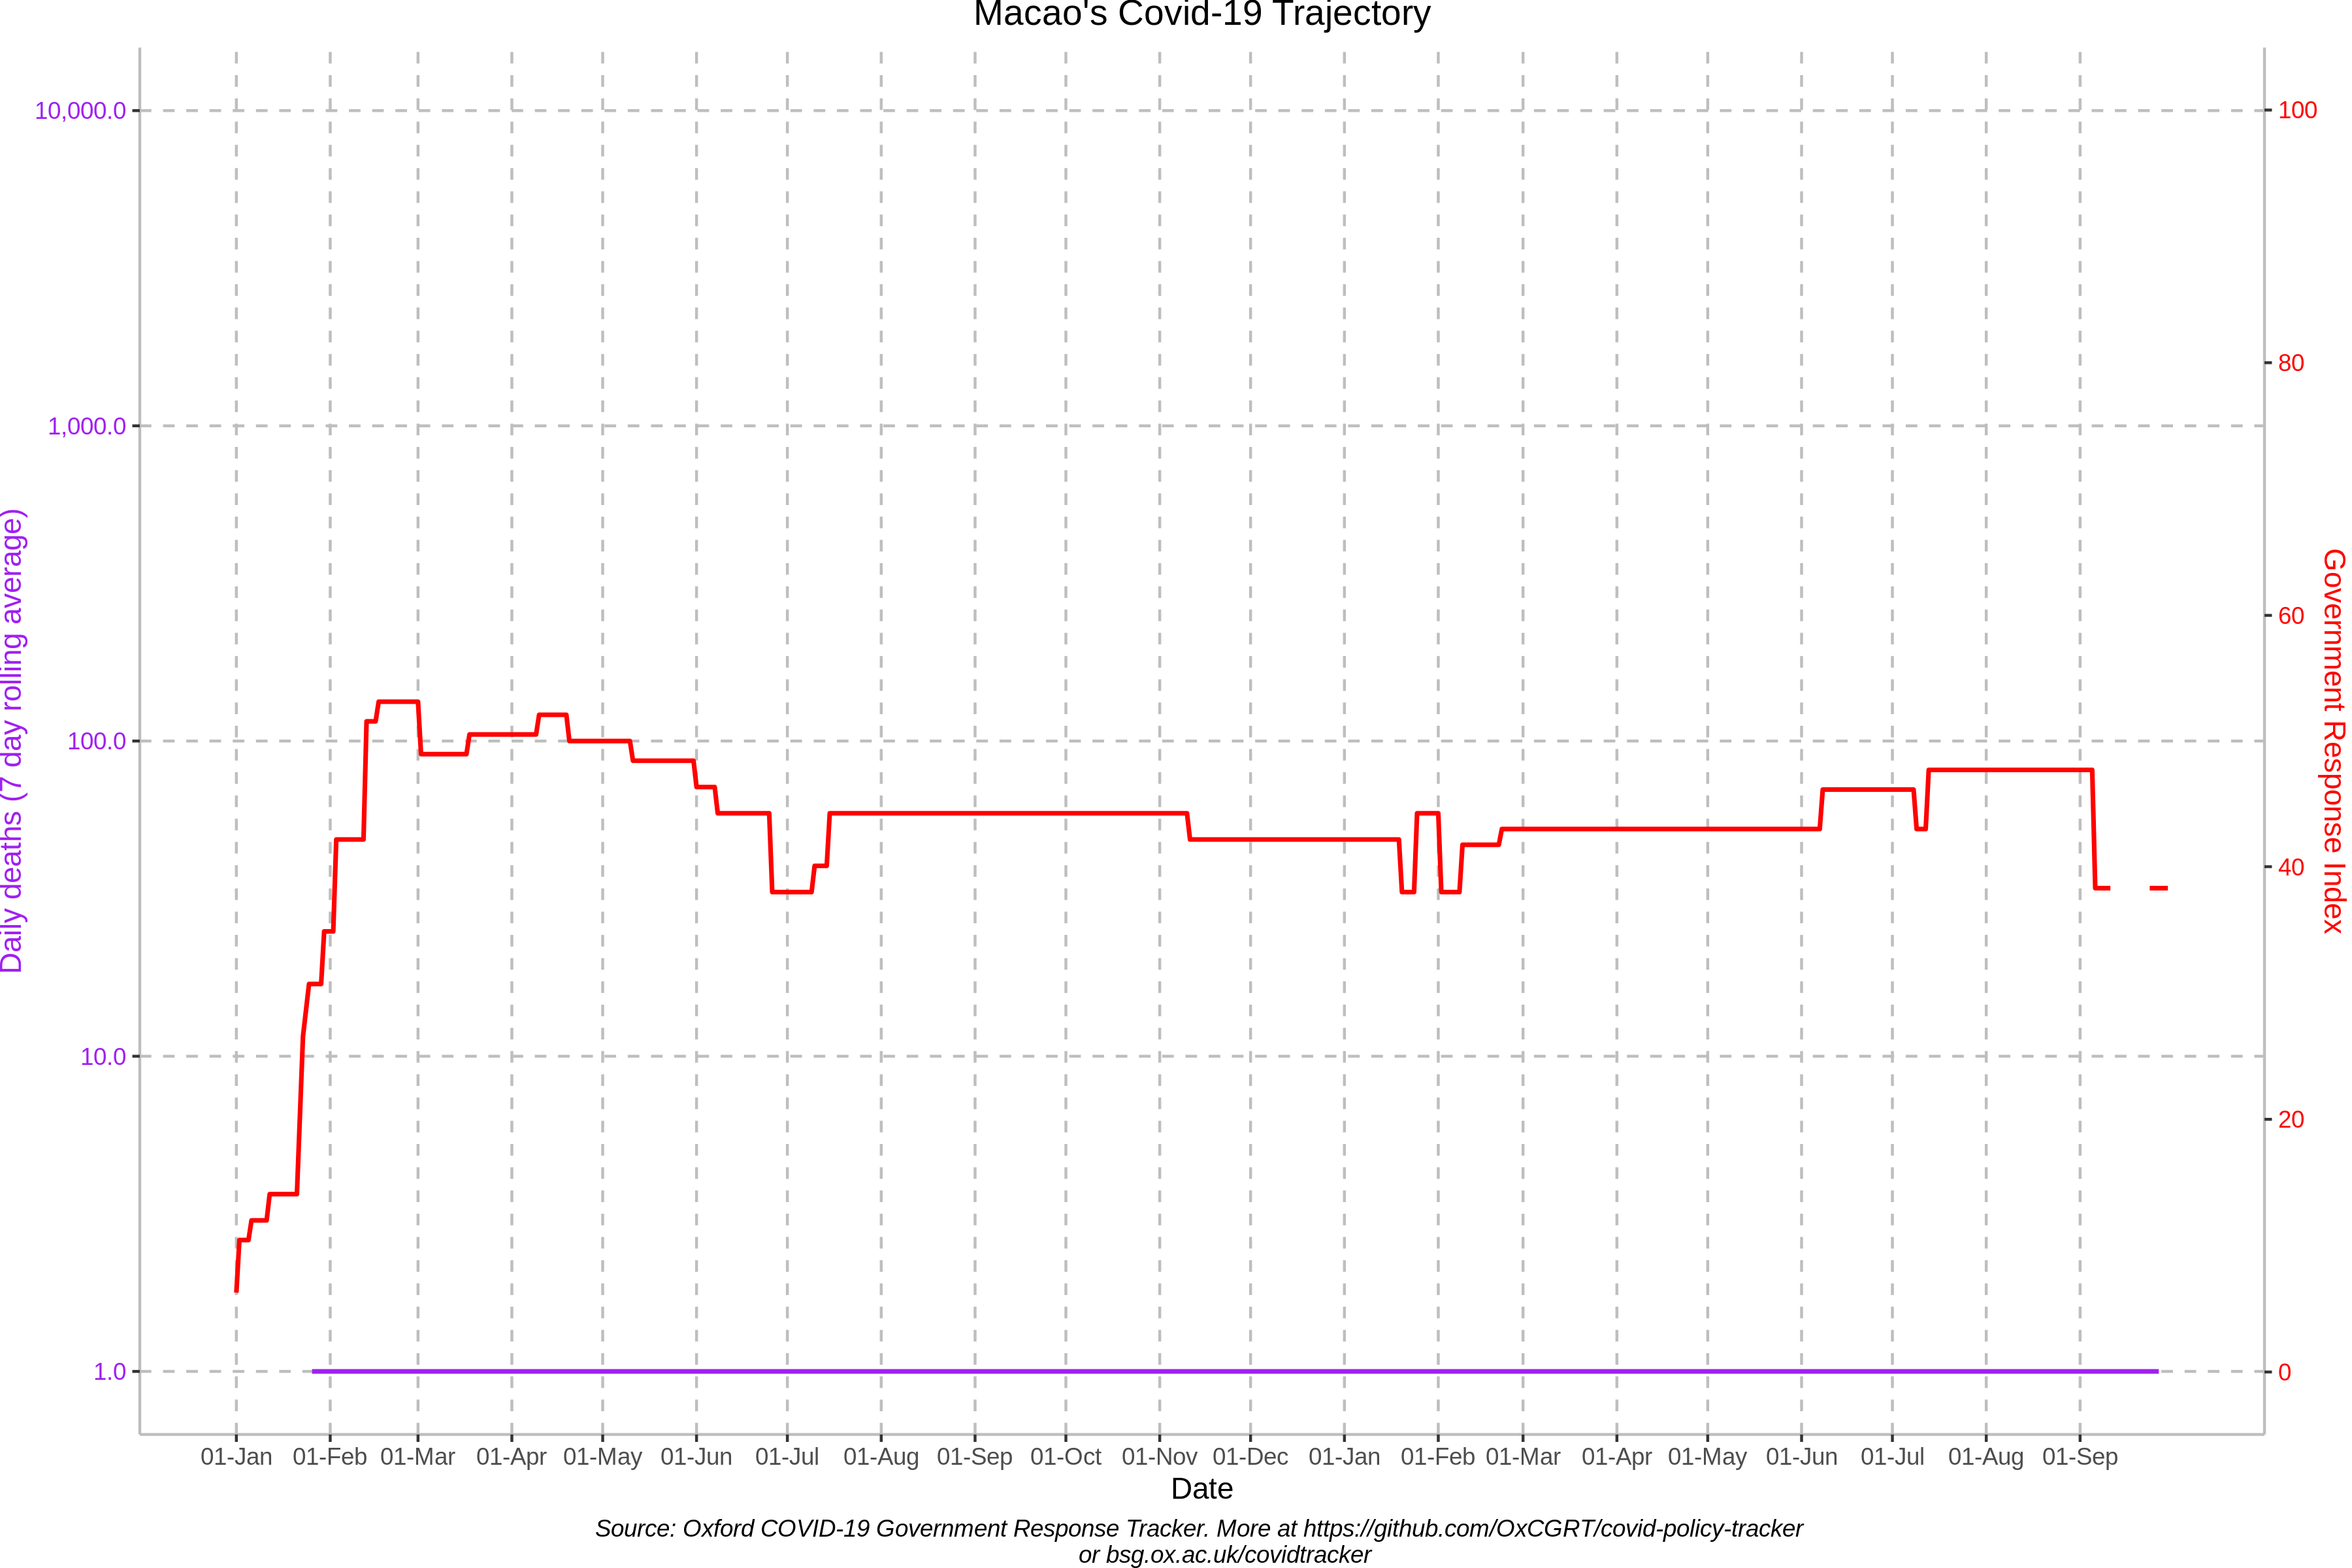 Macao's Covid-19 Trajectory
10,000.0
1,000.0
100.0
10.0
1.0
Daily deaths (7 day rolling average)
100
80
60
40
20
0
Government Response Index
01-Jan 01-Feb 01-Mar 01-Apr 01-May 01-Jun 01-Jul 01-Aug 01-Sep 01-Oct 01-Nov 01-Dec 01-Jan 01-Feb 01-Mar 01-Apr 01-May 01-Jun 01-Jul 01-Aug 01-Sep
Date
Source: Oxford COVID-19 Government Response Tracker. More at https://github.com/OxCGRT/covid-policy-tracker
or bsg.ox.ac.uk/covidtracker